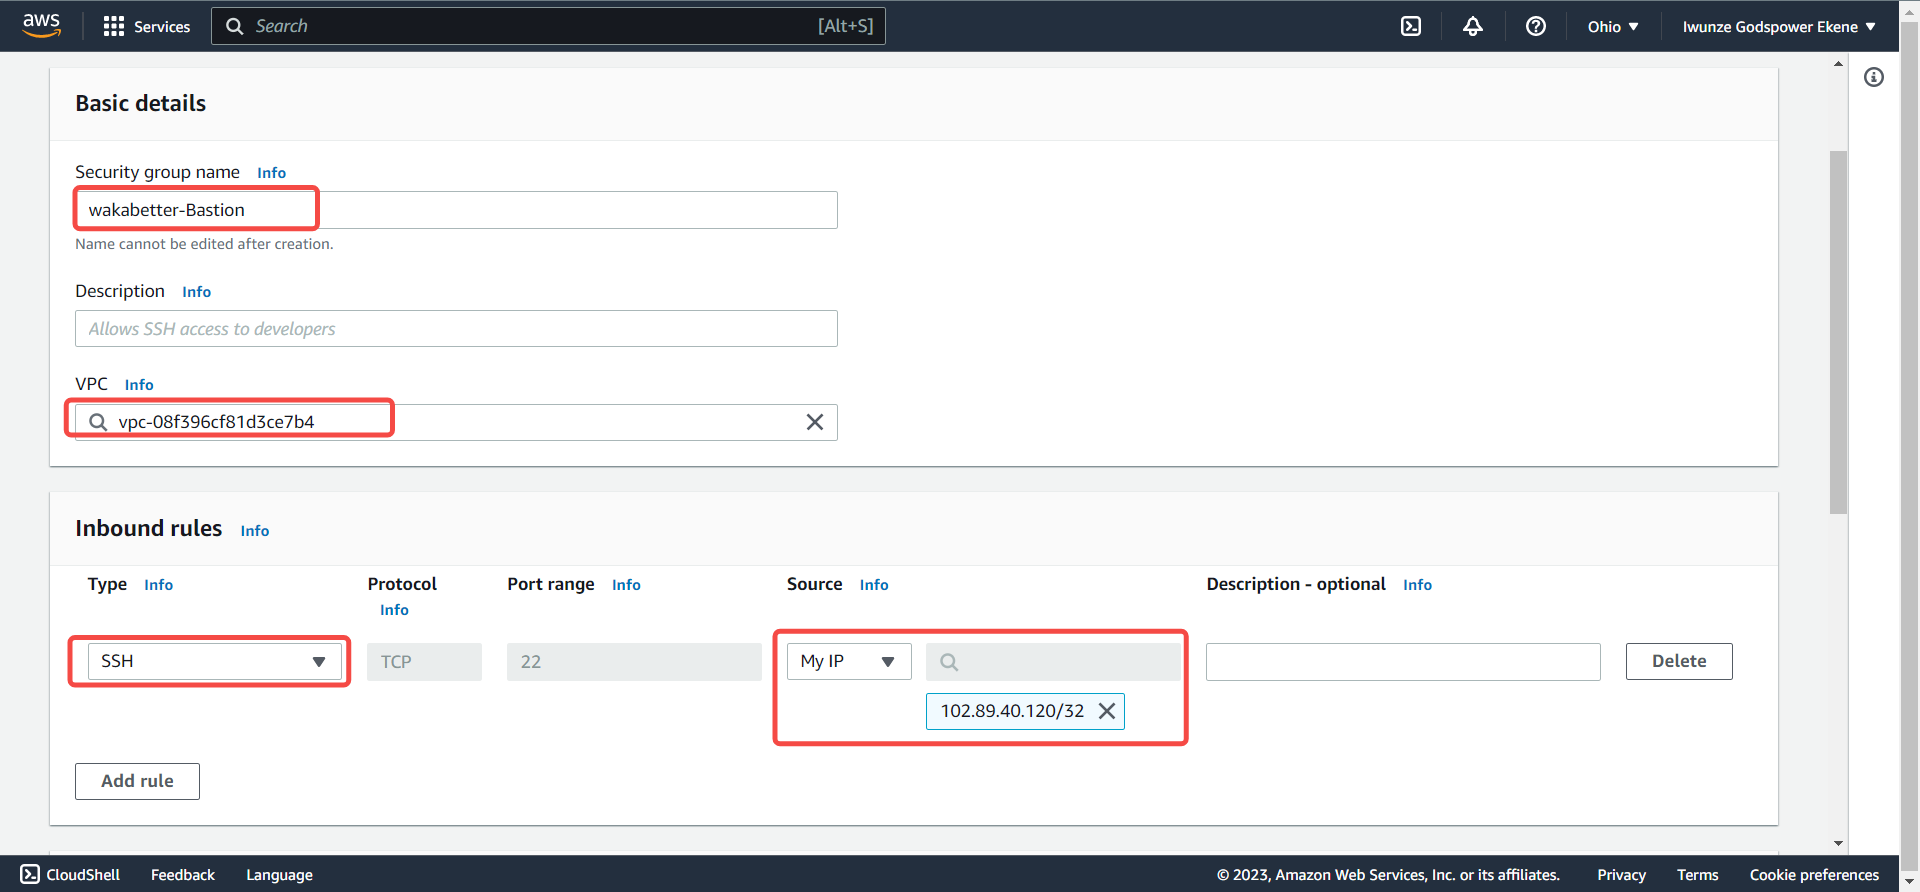 aws
Services
Search
[Alt+S]
Ohio
Iwunze Godspower Ekene
Basic details
Security group name Info
wakabetter-Bastion
Name cannot be edited after creation.
Description Info
Allows SSH access to developers
VPC Info
vpc-08f396cf81d3ce7b4
Inbound rules Info
Type Info
Protocol Info
Port range Info
Source Info
Description - optional Info
SSH
TCP
22
My IP
102.89.40.120/32
Delete
Add rule
CloudShell
Feedback
Language
© 2023, Amazon Web Services, Inc. or its affiliates.
Privacy
Terms
Cookie preferences